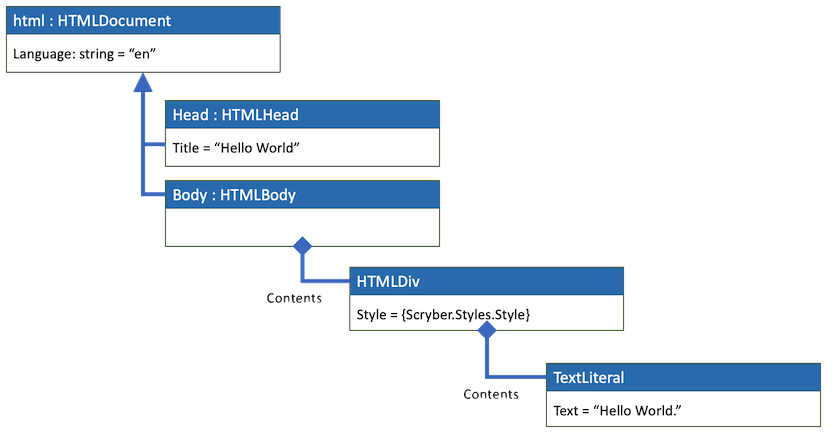 html : HTMLDocument
Language: string = “en”
Head : HTMLHead
Title = “Hello World”
Body : HTMLBody
Contents
HTMLDiv
Style = {Scryber.Styles.Style}
Contents
TextLiteral
Text = “Hello World.”